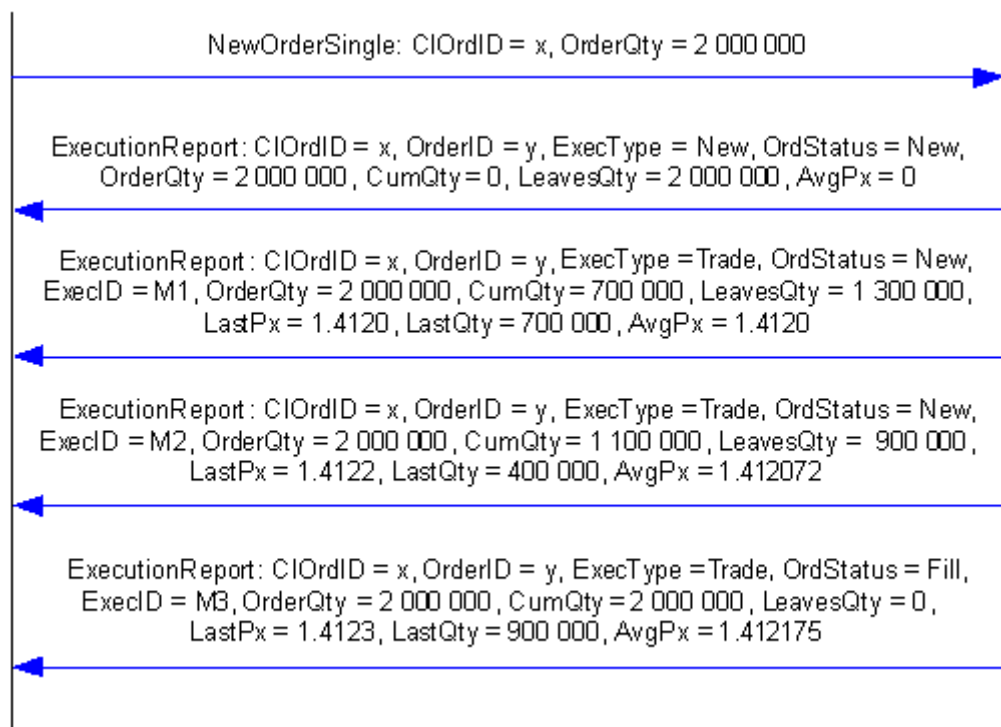 NewOrderSingle: ClOrdID = x, OrderQty = 2 000 000
ExecutionReport: ClOrdID = x, OrderID = y, ExecType = New, OrdStatus = New,
OrderQty = 2 000 000, CumQty = 0, LeavesQty = 2 000 000, AvgPx = 0
ExecutionReport: ClOrdID = x, OrderID = y, ExecType =Trade, OrdStatus = New,
ExecID = M1, OrderQty = 2 000 000, CumQty = 700 000, LeavesQty = 1 300 000,
LastPx = 1.4120, LastQty = 700 000, AvgPx = 1.4120
ExecutionReport: ClOrdID = x, OrderID = y, ExecType =Trade, OrdStatus = New,
ExecID = M2, OrderQty = 2 000 000, CumQty = 1 100 000, LeavesQty = 900 000,
LastPx = 1.4122, LastQty = 400 000, AvgPx = 1.412072
ExecutionReport: ClOrdID = x, OrderID = y, ExecType =Trade, OrdStatus = Fill,
ExecID = M3, OrderQty = 2 000 000, CumQty = 2 000 000, LeavesQty = 0,
LastPx = 1.4123, LastQty = 900 000, AvgPx = 1.412175